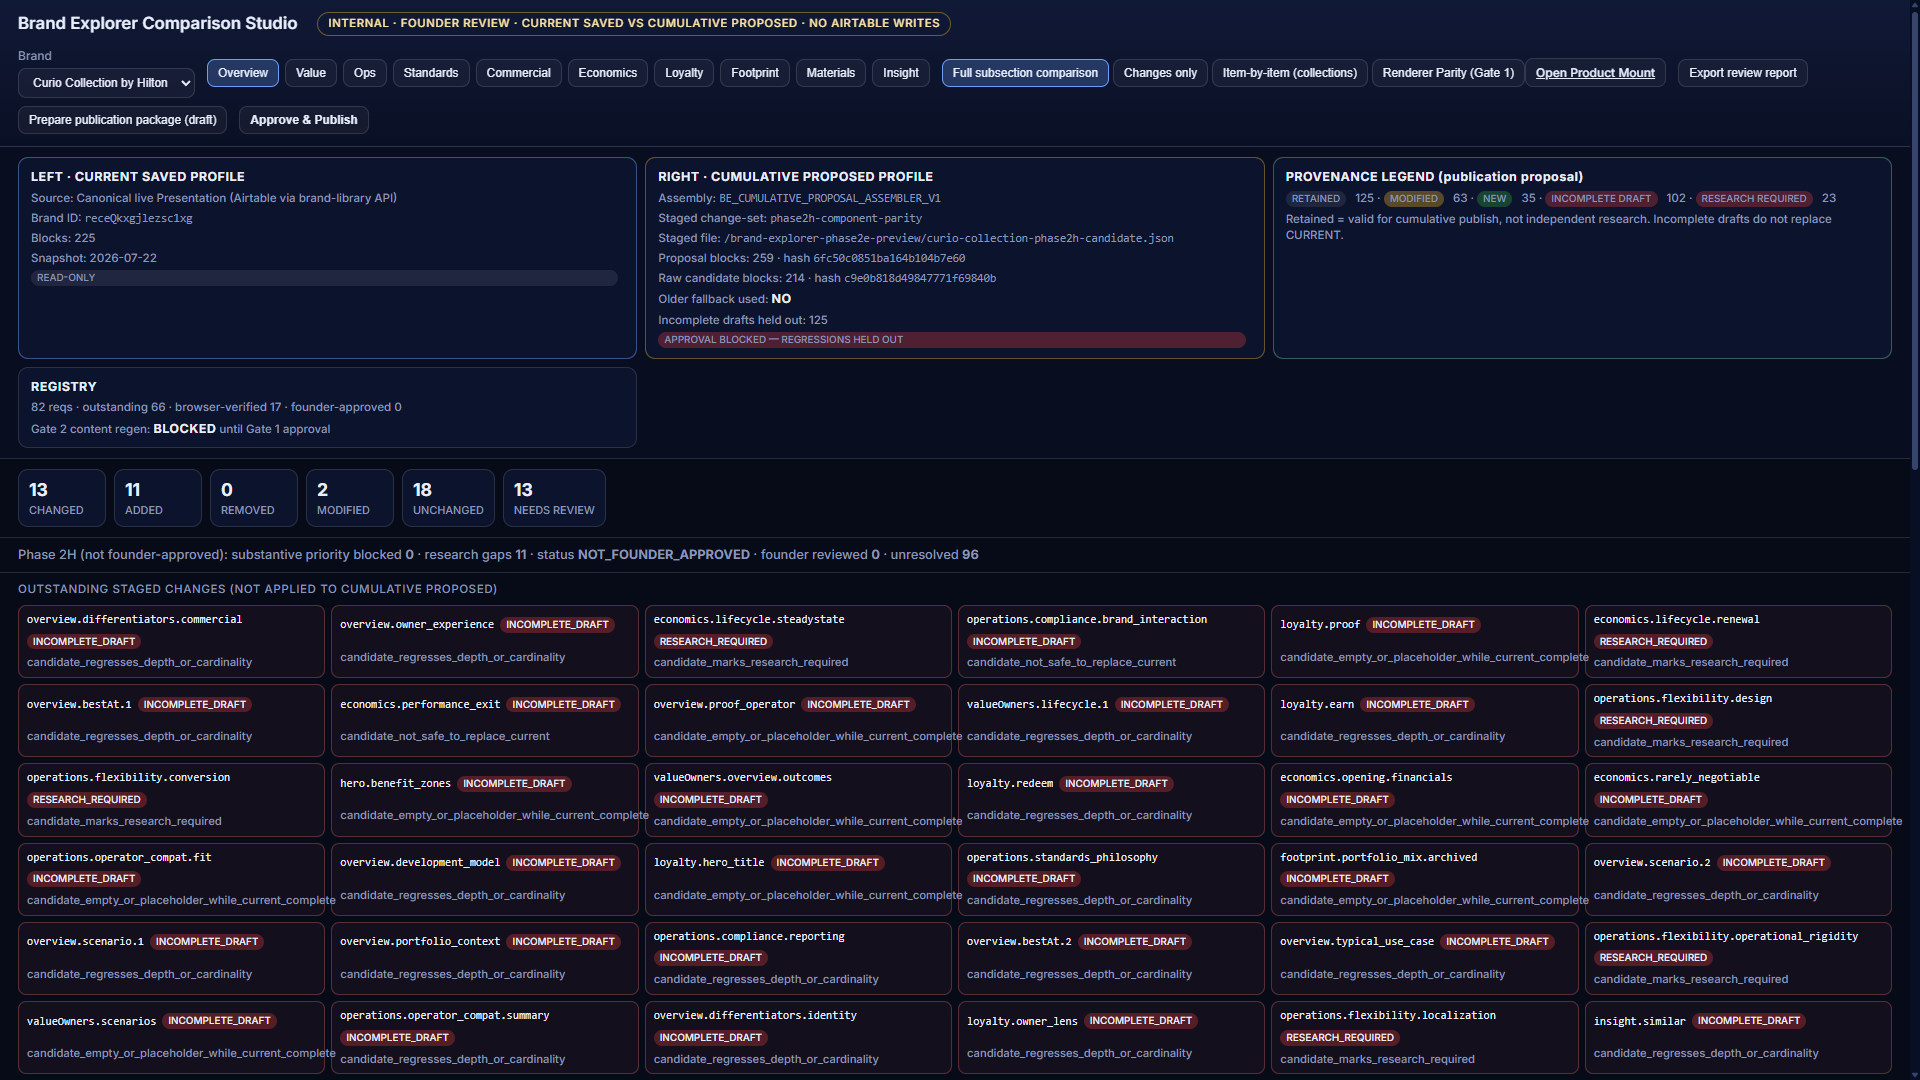 Brand Explorer Comparison Studio
INTERNAL · FOUNDER REVIEW · CURRENT SAVED VS CUMULATIVE PROPOSED · NO AIRTABLE WRITES
Brand
Curio Collection by Hilton
Overview
Value
Ops
Standards
Commercial
Economics
Loyalty
Footprint
Materials
Insight
Full subsection comparison
Changes only
Item-by-item (collections)
Renderer Parity (Gate 1)
Open Product Mount
Export review report
Prepare publication package (draft)
Approve & Publish
LEFT · CURRENT SAVED PROFILE
Source: Canonical live Presentation (Airtable via brand-library API)
Brand ID: receQkxgjlezsc1xg
Blocks: 225
Snapshot: 2026-07-22
READ-ONLY
RIGHT · CUMULATIVE PROPOSED PROFILE
Assembly: BE_CUMULATIVE_PROPOSAL_ASSEMBLER_V1
Staged change-set: phase2h-component-parity
Staged file: /brand-explorer-phase2e-preview/curio-collection-phase2h-candidate.json
Proposal blocks: 259 · hash 6fc50c0851ba164b104b7e60
Raw candidate blocks: 214 · hash c9e0b818d49847771f69840b
Older fallback used: NO
Incomplete drafts held out: 125
APPROVAL BLOCKED — REGRESSIONS HELD OUT
PROVENANCE LEGEND (publication proposal)
RETAINED 125 · MODIFIED 63 · NEW 35 · INCOMPLETE DRAFT 102 · RESEARCH REQUIRED 23
Retained = valid for cumulative publish, not independent research. Incomplete drafts do not replace
CURRENT.
REGISTRY
82 reqs · outstanding 66 · browser-verified 17 · founder-approved 0
Gate 2 content regen: BLOCKED until Gate 1 approval
13
CHANGED
11
ADDED
0
REMOVED
2
MODIFIED
18
UNCHANGED
13
NEEDS REVIEW
Phase 2H (not founder-approved): substantive priority blocked 0 · research gaps 11 · status NOT_FOUNDER_APPROVED · founder reviewed 0 · unresolved 96
OUTSTANDING STAGED CHANGES (NOT APPLIED TO CUMULATIVE PROPOSED)
overview.differentiators.commercial
INCOMPLETE_DRAFT
candidate_regresses_depth_or_cardinality
overview.owner_experience INCOMPLETE_DRAFT
candidate_regresses_depth_or_cardinality
economics.lifecycle.steadystate
RESEARCH_REQUIRED
candidate_marks_research_required
operations.compliance.brand_interaction
INCOMPLETE_DRAFT
candidate_not_safe_to_replace_current
loyalty.proof INCOMPLETE_DRAFT
candidate_empty_or_placeholder_while_current_complete
economics.lifecycle.renewal
RESEARCH_REQUIRED
candidate_marks_research_required
overview.bestAt.1 INCOMPLETE_DRAFT
candidate_regresses_depth_or_cardinality
economics.performance_exit INCOMPLETE_DRAFT
candidate_not_safe_to_replace_current
overview.proof_operator INCOMPLETE_DRAFT
candidate_empty_or_placeholder_while_current_complete
valueOwners.lifecycle.1 INCOMPLETE_DRAFT
candidate_regresses_depth_or_cardinality
loyalty.earn INCOMPLETE_DRAFT
candidate_regresses_depth_or_cardinality
operations.flexibility.design
RESEARCH_REQUIRED
candidate_marks_research_required
operations.flexibility.conversion
RESEARCH_REQUIRED
candidate_marks_research_required
hero.benefit_zones INCOMPLETE_DRAFT
candidate_empty_or_placeholder_while_current_complete
valueOwners.overview.outcomes
INCOMPLETE_DRAFT
candidate_empty_or_placeholder_while_current_complete
loyalty.redeem INCOMPLETE_DRAFT
candidate_regresses_depth_or_cardinality
economics.opening.financials
INCOMPLETE_DRAFT
candidate_empty_or_placeholder_while_current_complete
economics.rarely_negotiable
INCOMPLETE_DRAFT
candidate_empty_or_placeholder_while_current_complete
operations.operator_compat.fit
INCOMPLETE_DRAFT
candidate_empty_or_placeholder_while_current_complete
overview.development_model INCOMPLETE_DRAFT
candidate_regresses_depth_or_cardinality
loyalty.hero_title INCOMPLETE_DRAFT
candidate_empty_or_placeholder_while_current_complete
operations.standards_philosophy
INCOMPLETE_DRAFT
candidate_regresses_depth_or_cardinality
footprint.portfolio_mix.archived
INCOMPLETE_DRAFT
candidate_empty_or_placeholder_while_current_complete
overview.scenario.2 INCOMPLETE_DRAFT
candidate_regresses_depth_or_cardinality
overview.scenario.1 INCOMPLETE_DRAFT
candidate_regresses_depth_or_cardinality
overview.portfolio_context INCOMPLETE_DRAFT
candidate_regresses_depth_or_cardinality
operations.compliance.reporting
INCOMPLETE_DRAFT
candidate_regresses_depth_or_cardinality
overview.bestAt.2 INCOMPLETE_DRAFT
candidate_regresses_depth_or_cardinality
overview.typical_use_case INCOMPLETE_DRAFT
candidate_regresses_depth_or_cardinality
operations.flexibility.operational_rigidity
RESEARCH_REQUIRED
candidate_marks_research_required
valueOwners.scenarios INCOMPLETE_DRAFT
candidate_empty_or_placeholder_while_current_complete
operations.operator_compat.summary
INCOMPLETE_DRAFT
candidate_regresses_depth_or_cardinality
overview.differentiators.identity
INCOMPLETE_DRAFT
candidate_regresses_depth_or_cardinality
loyalty.owner_lens INCOMPLETE_DRAFT
candidate_regresses_depth_or_cardinality
operations.flexibility.localization
RESEARCH_REQUIRED
candidate_marks_research_required
insight.similar INCOMPLETE_DRAFT
candidate_regresses_depth_or_cardinality